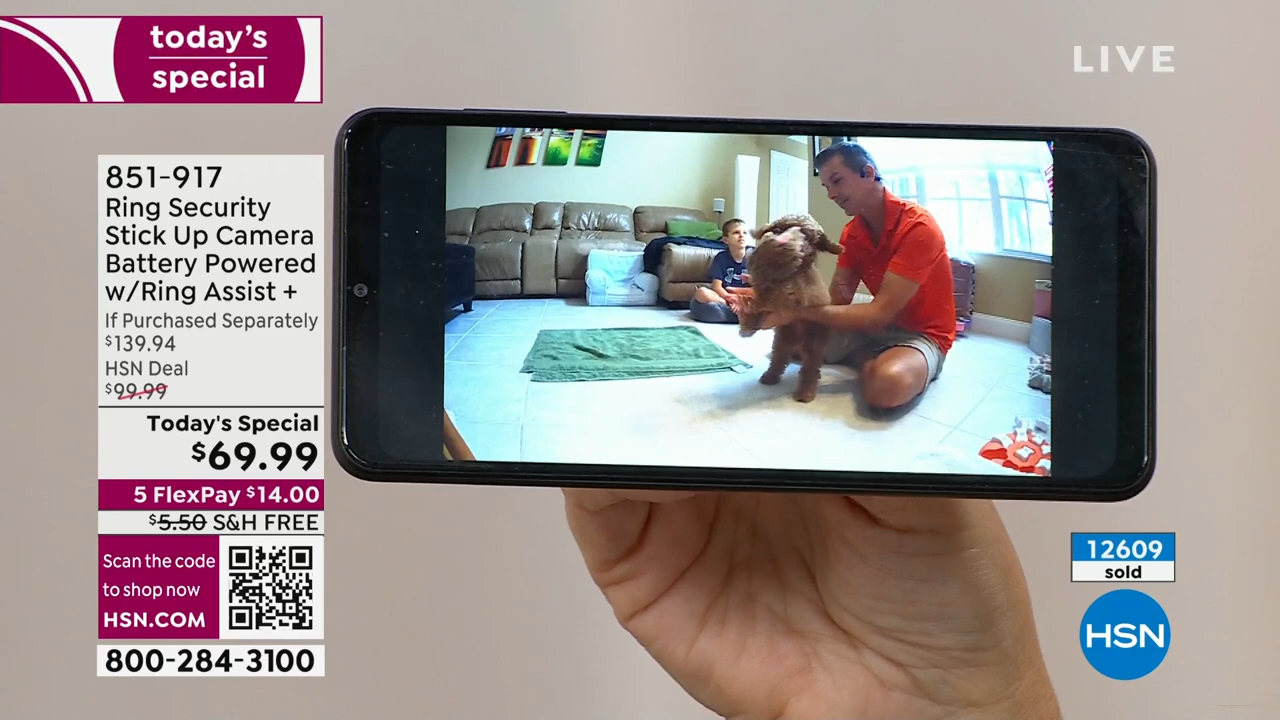 today's
special
LIVE
851-917
Ring Security
Stick Up Camera
Battery Powered
w/Ring Assist +
If Purchased Separately
$139.94
HSN Deal
$99.99
Today's Special
$69.99
5 FlexPay $14.00
$5.50 S&H FREE
Scan the code
to shop now
HSN.COM
800-284-3100
12609
sold
HSN